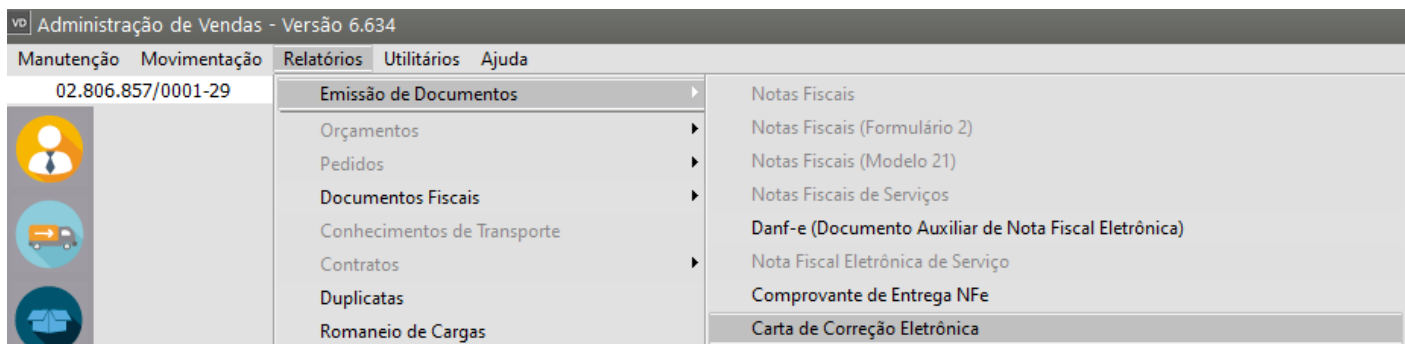 VD Administração de Vendas - Versão 6.634
Manutenção Movimentação Relatórios Utilitários Ajuda
02.806.857/0001-29
Emissão de Documentos
Orçamentos
Pedidos
Documentos Fiscais
Conhecimentos de Transporte
Contratos
Duplicatas
Romaneio de Cargas
Notas Fiscais
Notas Fiscais (Formulário 2)
Notas Fiscais (Modelo 21)
Notas Fiscais de Serviços
Danf-e (Documento Auxiliar de Nota Fiscal Eletrônica)
Nota Fiscal Eletrônica de Serviço
Comprovante de Entrega NFe
Carta de Correção Eletrônica